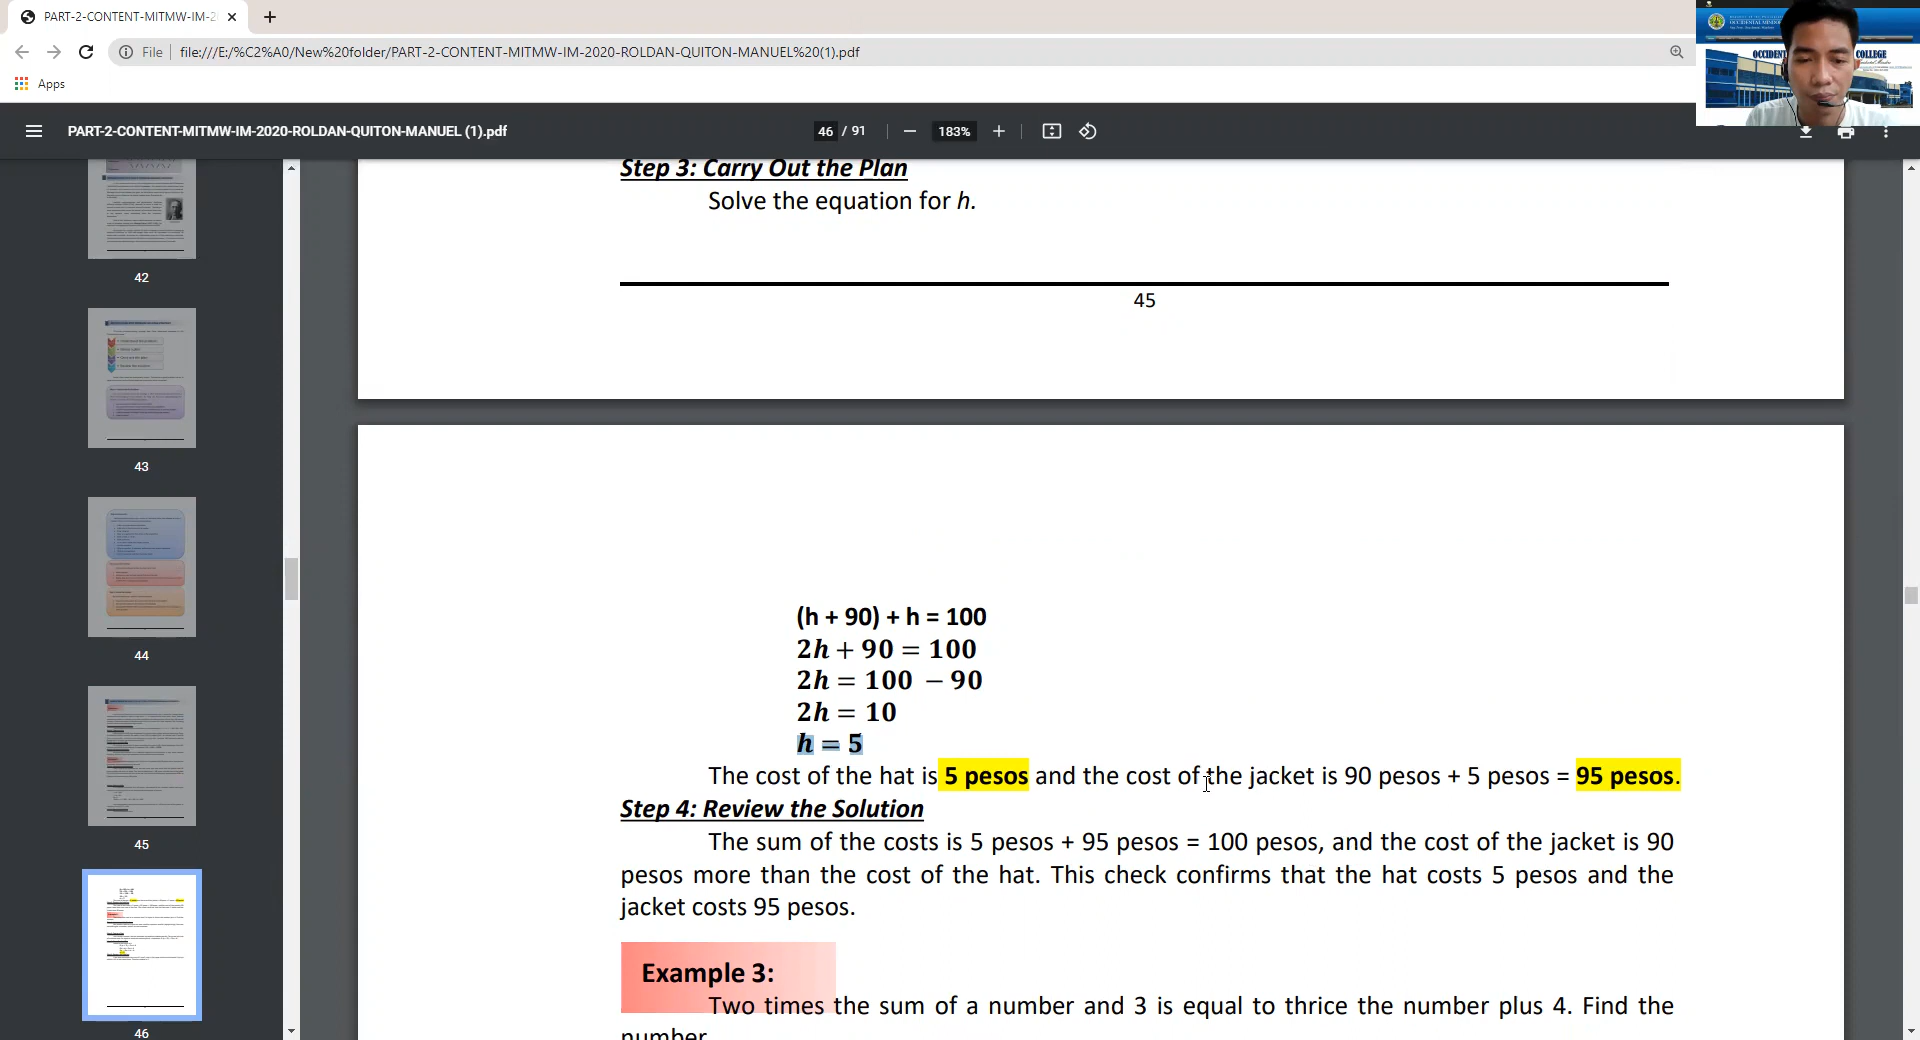 PART-2-CONTENT-MITMW-IM-2
File
file:///E:/%C2%A0/New%20folder/PART-2-CONTENT-MITMW-IM-2020-ROLDAN-QUITON-MANUEL%20(1).pdf
Apps
PART-2-CONTENT-MITMW-IM-2020-ROLDAN-QUITON-MANUEL (1).pdf
46 / 91
183%
OCCIDENT
COLLEGE
42
43
44
45
46
Step 3: Carry Out the Plan
Solve the equation for h.
45
(h + 90) + h = 100
2h + 90 = 100
2h = 100 − 90
2h = 10
h = 5
The cost of the hat is 5 pesos and the cost of the jacket is 90 pesos + 5 pesos = 95 pesos.
Step 4: Review the Solution
The sum of the costs is 5 pesos + 95 pesos = 100 pesos, and the cost of the jacket is 90
pesos more than the cost of the hat. This check confirms that the hat costs 5 pesos and the
jacket costs 95 pesos.
Example 3:
Two times the sum of a number and 3 is equal to thrice the number plus 4. Find the
number.